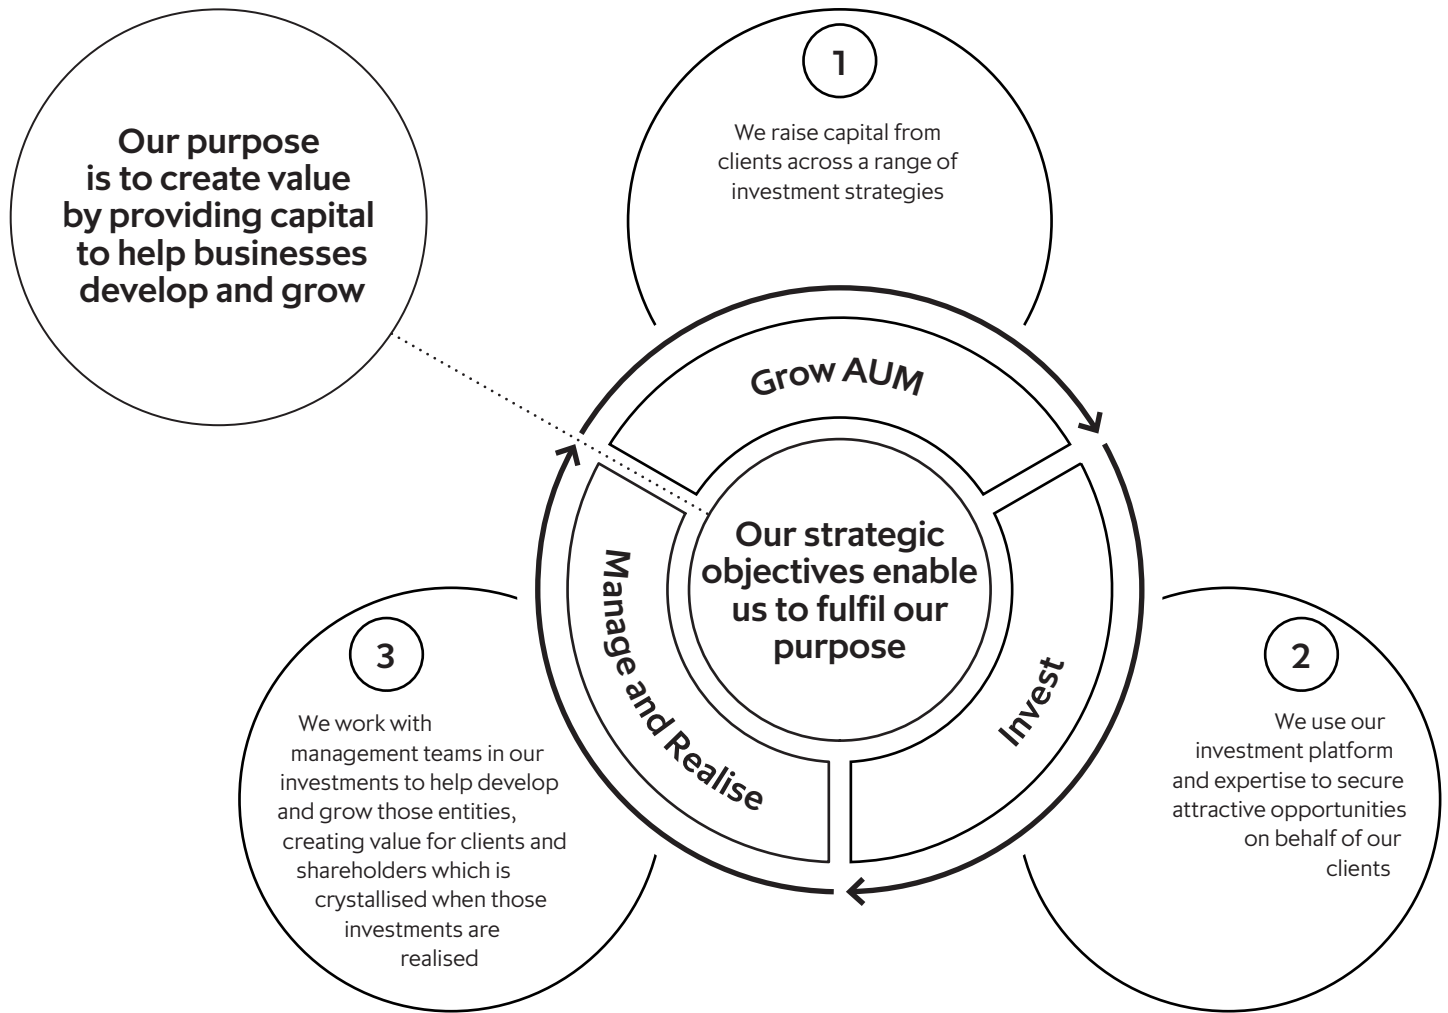 Our purpose
is to create value
by providing capital
to help businesses
develop and grow
1
We raise capital from
clients across a range of
investment strategies
Grow AUM
Our strategic
objectives enable
us to fulfil our
purpose
Invest
2
We use our
investment platform
and expertise to secure
attractive opportunities
on behalf of our
clients
Manage and Realise
3
We work with
management teams in our
investments to help develop
and grow those entities,
creating value for clients and
shareholders which is
crystallised when those
investments are
realised